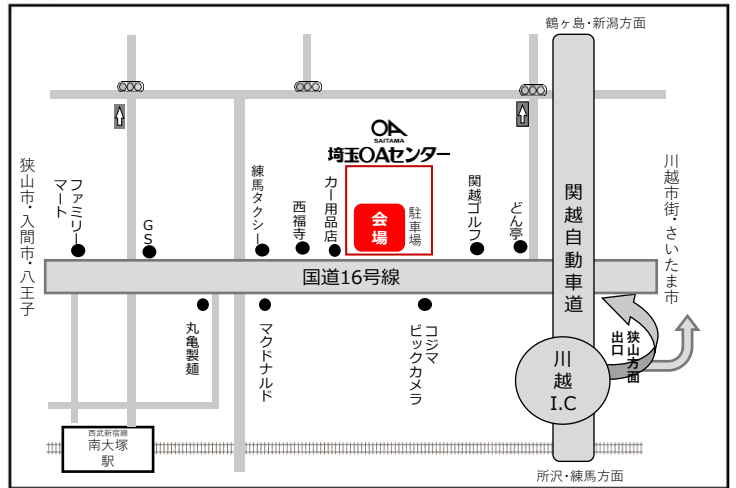 鶴ヶ島・新潟方面
OA
SAITAMA
埼玉OAセンター
狭山市・入間市・八王子
ファミリー
マート
GS
練馬タクシー
西福寺
カー用品店
会場
駐車場
関越ゴルフ
どん亭
関越自動車道
川越市街・さいたま市
国道16号線
丸亀製麺
マクドナルド
コジマ
ビックカメラ
狭山方面
出口
川越
I.C
西武新宿線
南大塚
駅
所沢・練馬方面